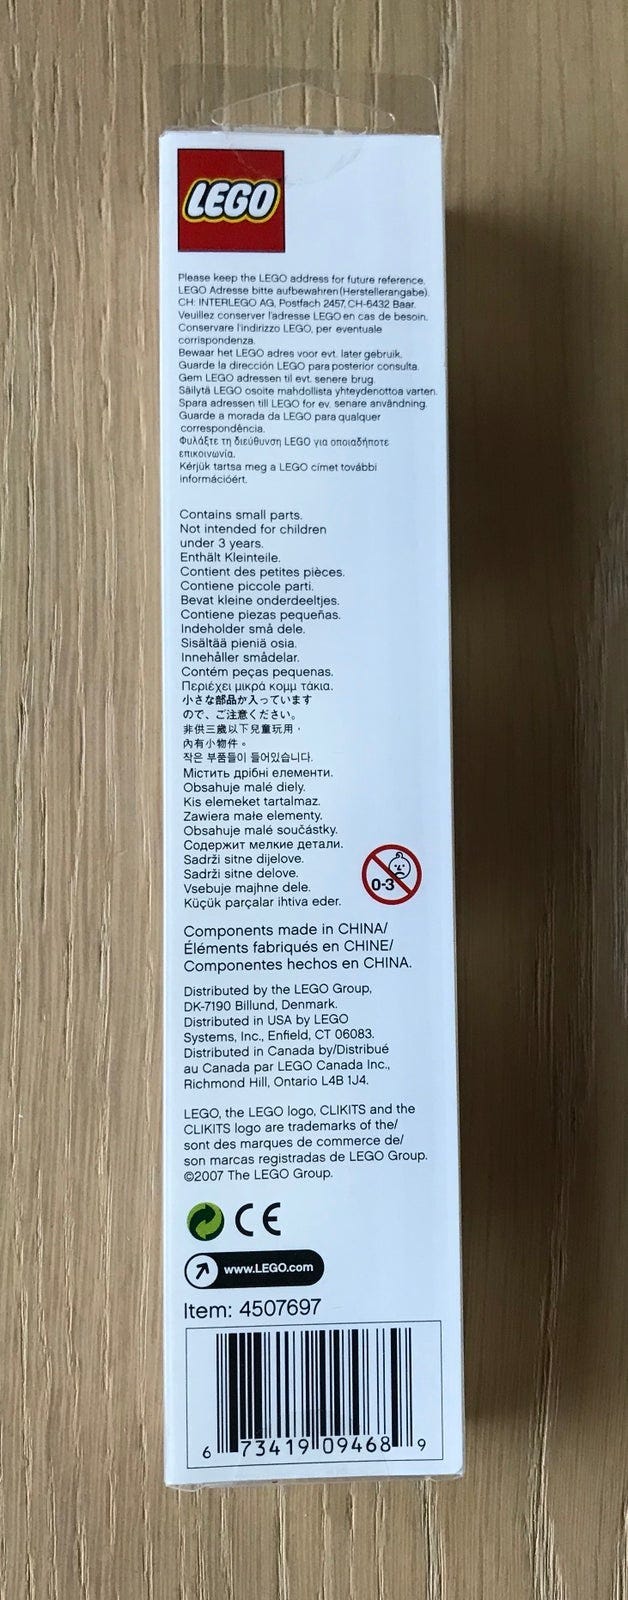 LEGO
Please keep the LEGO address for future reference.
LEGO Adresse bitte aufbewahren (Herstellerangabe).
CH: INTERLEGO AG, Postfach 2457, CH-6432 Baar.
Veuillez conserver l'adresse LEGO en cas de besoin.
Conservare l'indirizzo LEGO, per eventuale
corrispondenza.
Bewaar het LEGO adres voor evt. later gebruik.
Guarde la dirección LEGO para posterior consulta.
Gem LEGO adressen til evt. senere brug.
Säilytä LEGO osoite mahdollista yhteydenottoa varten.
Spara adressen till LEGO for ev. senare användning.
Guarde a morada da LEGO para qualquer
correspondência.
Φυλάξτε τη διεύθυνση LEGO για οποιαδήποτε
επικοινωνία.
Kérjük tartsa meg a LEGO címet további
információért.
Contains small parts.
Not intended for children
under 3 years.
Enthält Kleinteile.
Contient des petites pièces.
Contiene piccole parti.
Bevat kleine onderdeeltjes.
Contiene piezas pequeñas.
Indeholder små dele.
Sisältää pieniä osia.
Innehåller smådelar.
Contém peças pequenas.
Περιέχει μικρά κομμ τάκια.
小さな部品が入っています
ので、ご注意ください。
非供三歲以下兒童玩用，
內有小物件。
작은 부품들이 들어있습니다.
Містить дрібні елементи.
Obsahuje malé diely.
Kis elemeket tartalmaz.
Zawiera małe elementy.
Obsahuje malé součástky.
Содержит мелкие детали.
Sadrži sitne dijelove.
Sadrži sitne delove.
Vsebuje majhne dele.
Küçük parçalar ihtiva eder.
0-3
Components made in CHINA/
Éléments fabriqués en CHINE/
Componentes hechos en CHINA.
Distributed by the LEGO Group,
DK-7190 Billund, Denmark.
Distributed in USA by LEGO
Systems, Inc., Enfield, CT 06083.
Distributed in Canada by/Distribué
au Canada par LEGO Canada Inc.,
Richmond Hill, Ontario L4B 1J4.
LEGO, the LEGO logo, CLIKITS and the
CLIKITS logo are trademarks of the/
sont des marques de commerce de/
son marcas registradas de LEGO Group.
©2007 The LEGO Group.
CE
www.LEGO.com
Item: 4507697
6 73419 09468 9